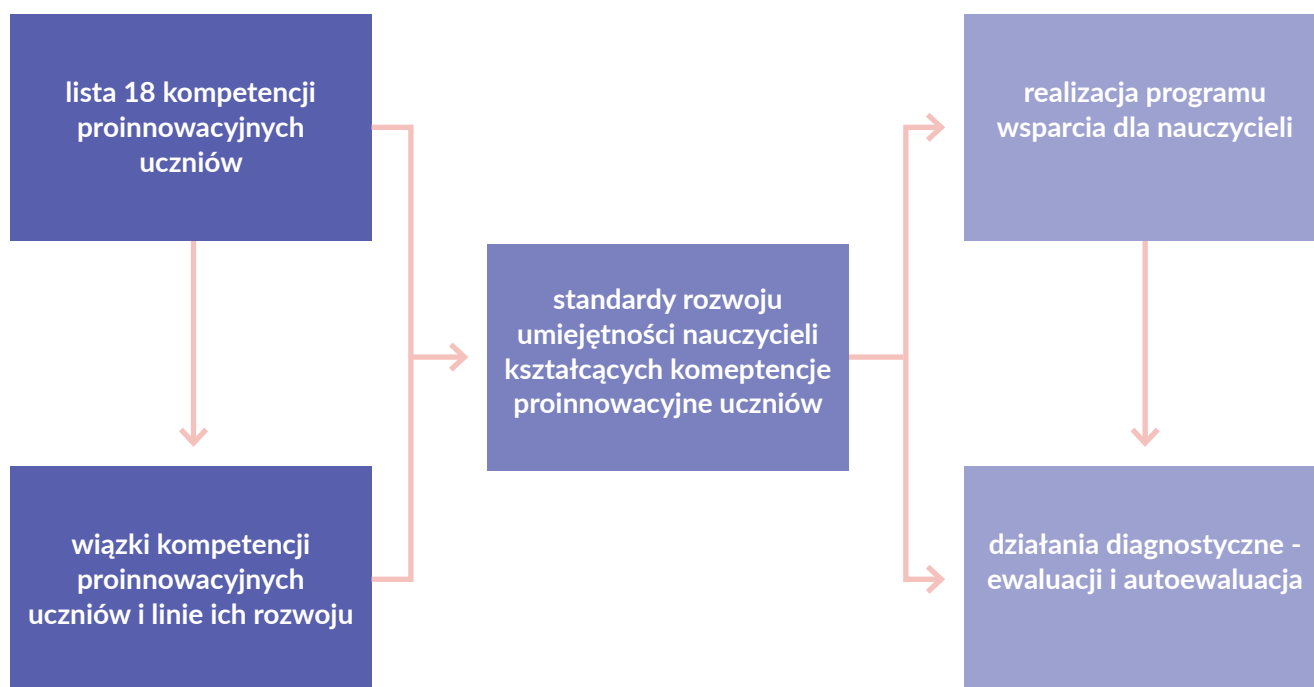 lista 18 kompetencji
proinnowacyjnych
uczniów
wiązki kompetencji
proinnowacyjnych
uczniów i linie ich rozwoju
standardy rozwoju
umiejętności nauczycieli
kształcących komeptencje
proinnowacyjne uczniów
realizacja programu
wsparcia dla nauczycieli
działania diagnostyczne -
ewaluacji i autoewaluacja